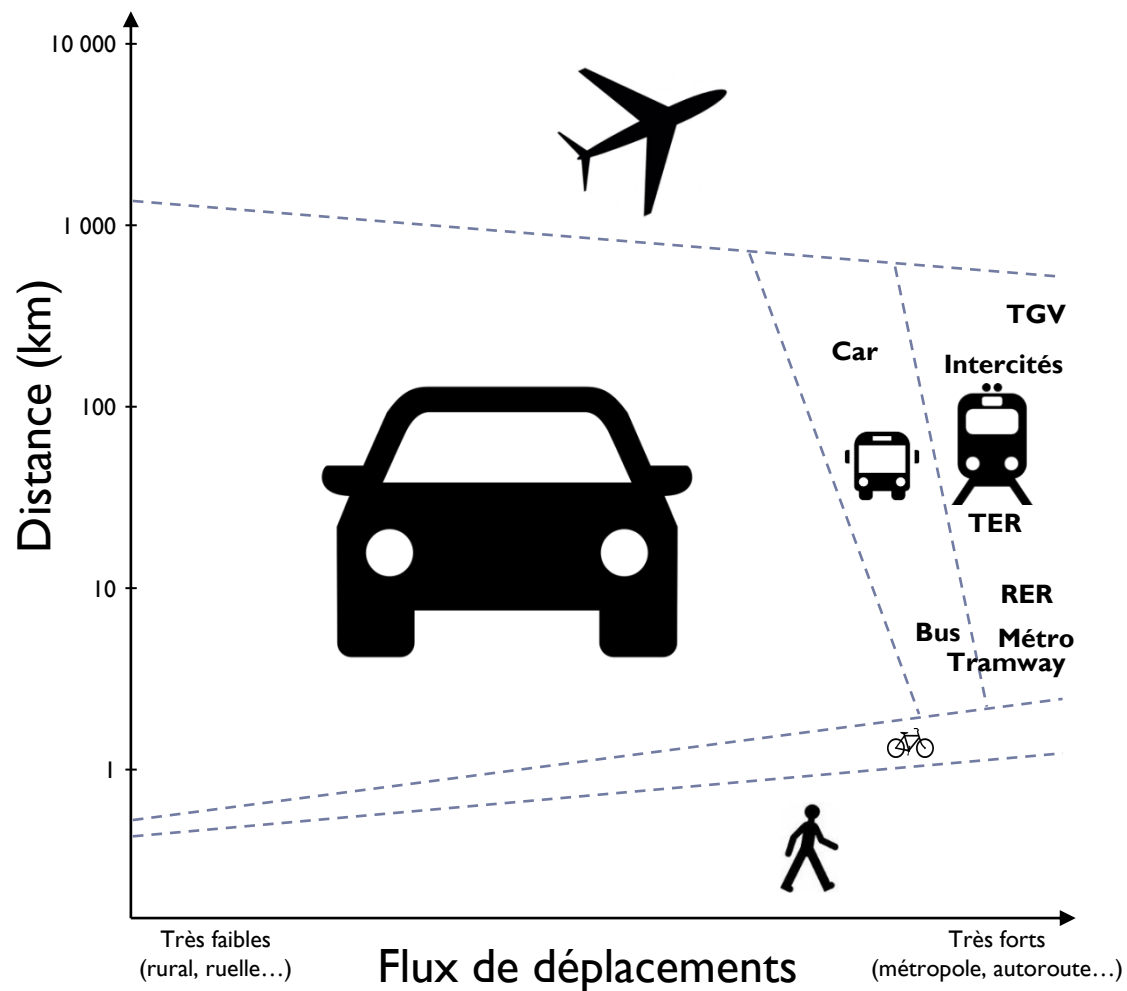 10 000
1 000
100
10
1
Distance (km)
TGV
Car
Intercités
TER
RER
Bus
Métro
Tramway
Très faibles
(rural, ruelle…)
Flux de déplacements
Très forts
(métropole, autoroute…)